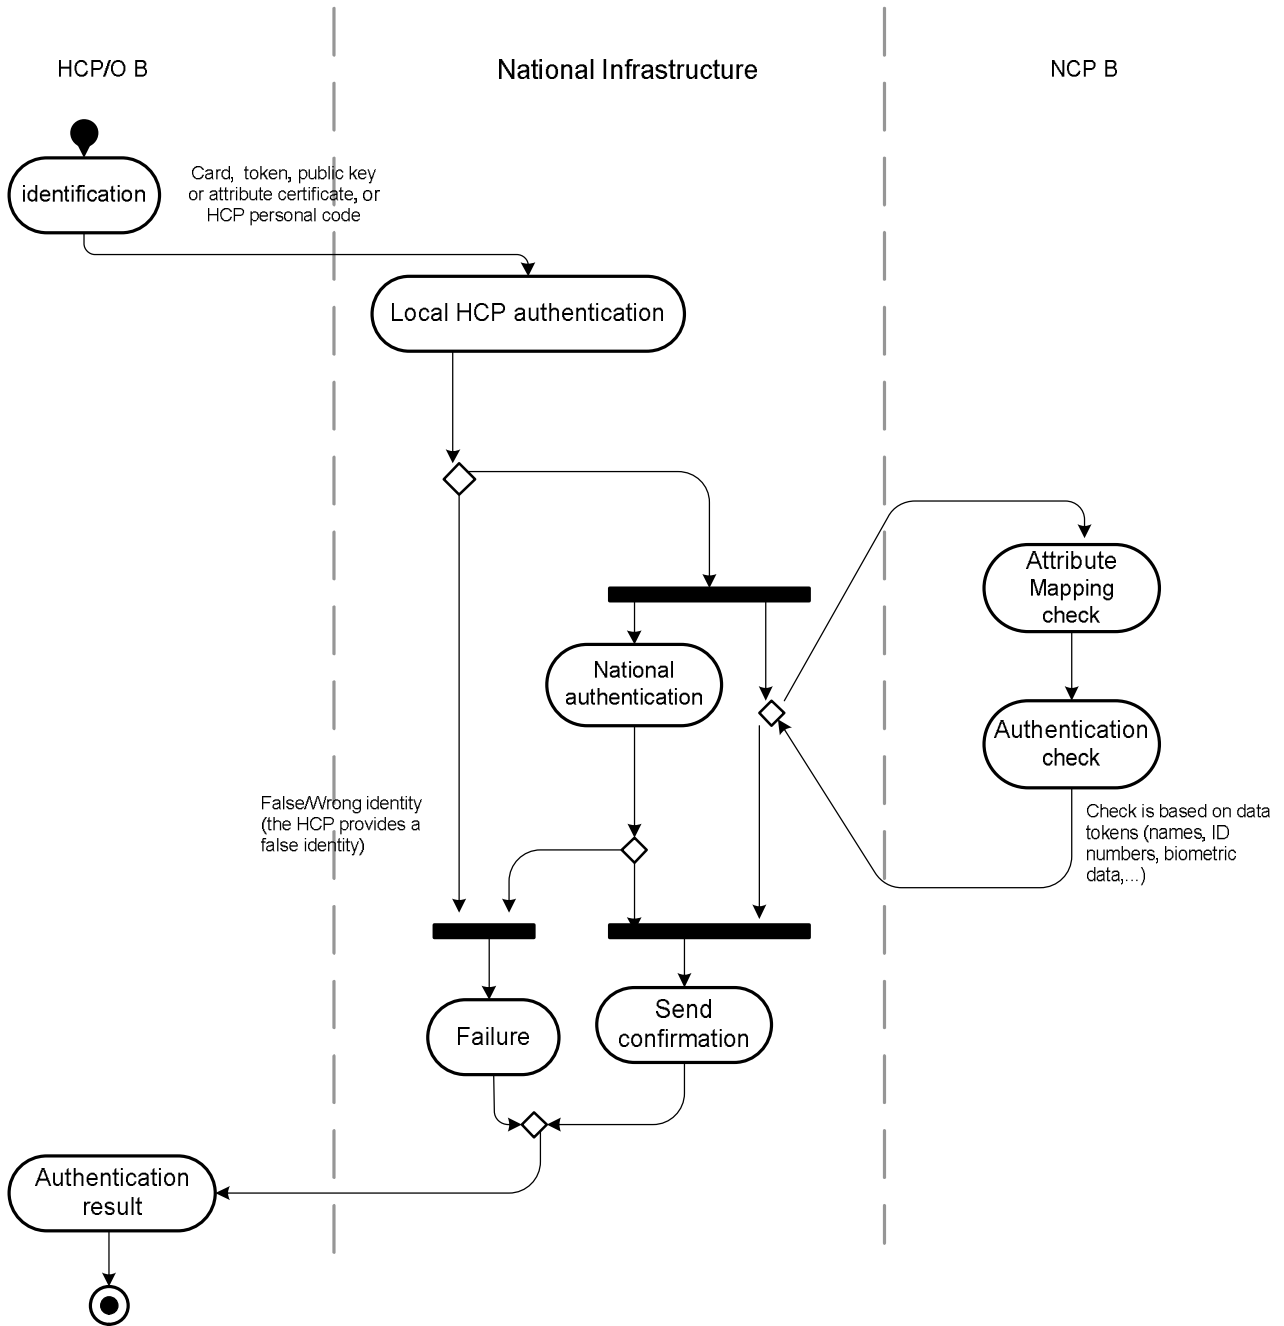 HCP/O B
National Infrastructure
NCP B
identification
Card, token, public key
or attribute certificate, or
HCP personal code
Local HCP authentication
Attribute
Mapping
check
National
authentication
Authentication
check
False/Wrong identity
(the HCP provides a
false identity)
Check is based on data
tokens (names, ID
numbers, biometric
data,...)
Failure
Send
confirmation
Authentication
result